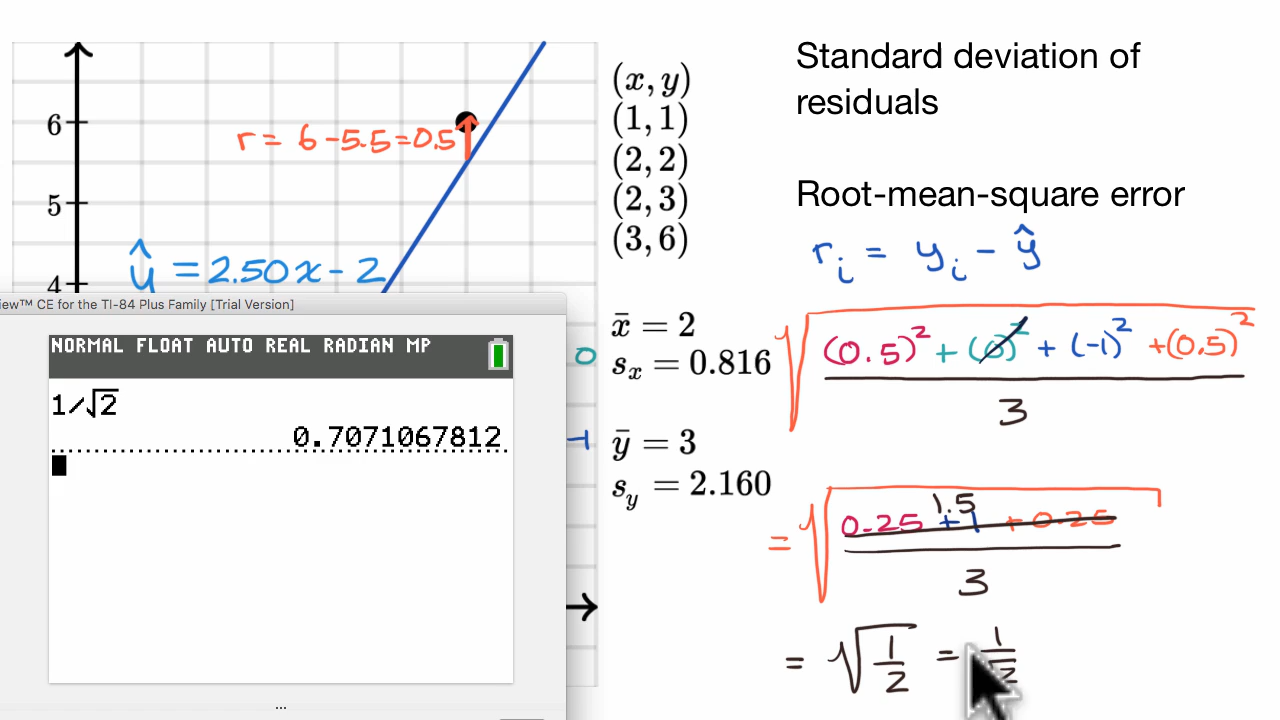 Standard deviation of
residuals
Root-mean-square error
r_i = y_i − ŷ
√((0.5)² + (0)² + (-1)² + (0.5)²)
3
= √(0.25 + 1 + 0.25)
1.5
3
= √(1/2) = 1/√2
(x, y)
(1, 1)
(2, 2)
(2, 3)
(3, 6)
x̄ = 2
s_x = 0.816
ȳ = 3
s_y = 2.160
6
r = 6 - 5.5 = 0.5
5
4
ŷ = 2.50x - 2
0
-1
iew™ CE for the TI-84 Plus Family [Trial Version]
NORMAL FLOAT AUTO REAL RADIAN MP
1/√2
0.7071067812
...